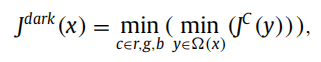 J^{dark}(x) = \min_{c∈r,g,b} ( \min_{y∈Ω(x)} (J^{C}(y))),